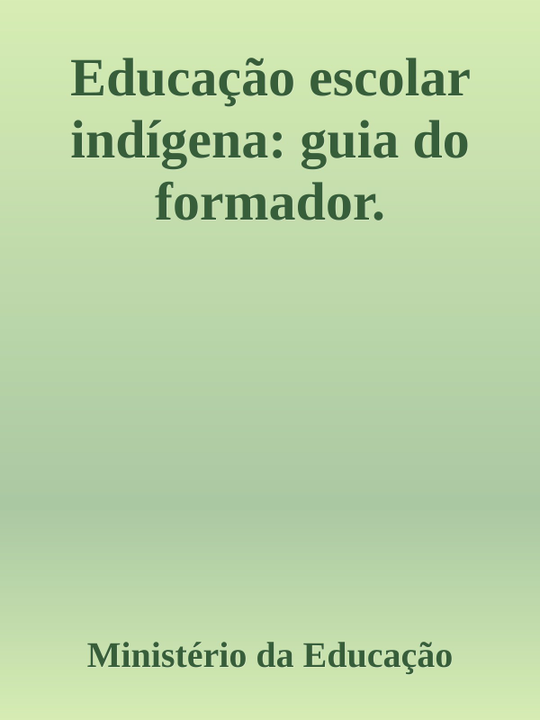 Educação escolar
indígena: guia do
formador.
Ministério da Educação